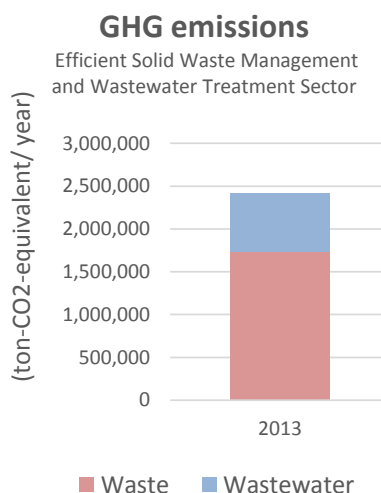 GHG emissions
Efficient Solid Waste Management
and Wastewater Treatment Sector
(ton-CO2-equivalent/ year)
3,000,000
2,500,000
2,000,000
1,500,000
1,000,000
500,000
0
2013
Waste
Wastewater